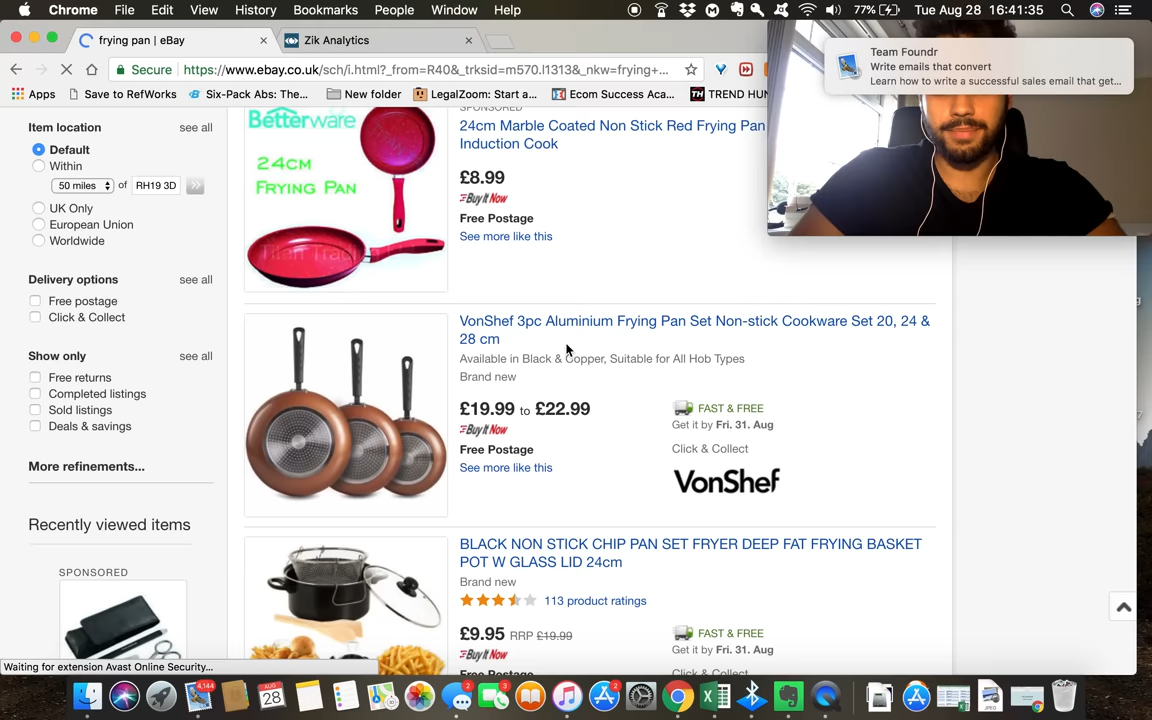 Chrome File Edit View History Bookmarks People Window Help 77% Tue Aug 28 16:41:35
frying pan | eBay
Zik Analytics
Team Foundr
Write emails that convert
Learn how to write a successful sales email that get...
Secure https://www.ebay.co.uk/sch/i.html?_from=R40&_trksid=m570.l1313&_nkw=frying+...
Apps Save to RefWorks Six-Pack Abs: The... New folder LegalZoom: Start a... Ecom Success Aca... TH TREND HUN
Item location see all
Default
Within
50 miles of RH19 3D
UK Only
European Union
Worldwide
Delivery options see all
Free postage
Click & Collect
Show only see all
Free returns
Completed listings
Sold listings
Deals & savings
More refinements...
Recently viewed items
SPONSORED
Betterware
24CM
FRYING PAN
SPONSORED
24cm Marble Coated Non Stick Red Frying Pan
Induction Cook
£8.99
Buy It Now
Free Postage
See more like this
VonShef 3pc Aluminium Frying Pan Set Non-stick Cookware Set 20, 24 &
28 cm
Available in Black & Copper, Suitable for All Hob Types
Brand new
£19.99 to £22.99
Buy It Now
Free Postage
See more like this
FAST & FREE
Get it by Fri. 31. Aug
Click & Collect
VonShef
BLACK NON STICK CHIP PAN SET FRYER DEEP FAT FRYING BASKET
POT W GLASS LID 24cm
Brand new
113 product ratings
£9.95 RRP £19.99
Buy It Now
Free Postage
FAST & FREE
Get it by Fri. 31. Aug
Click & Collect
Waiting for extension Avast Online Security...
4,144
AUG
28
2
3
2